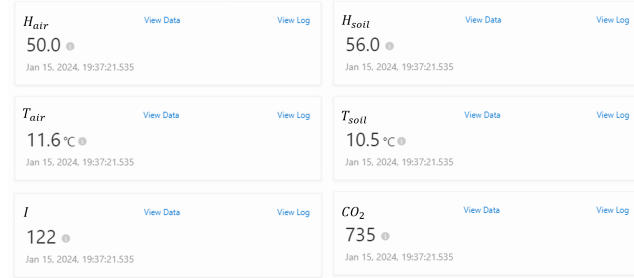 H_air View Data View Log
50.0
Jan 15, 2024, 19:37:21.535
H_soil View Data View Log
56.0
Jan 15, 2024, 19:37:21.535
T_air View Data View Log
11.6 °C
Jan 15, 2024, 19:37:21.535
T_soil View Data View Log
10.5 °C
Jan 15, 2024, 19:37:21.535
I View Data View Log
122
Jan 15, 2024, 19:37:21.535
CO₂ View Data View Log
735
Jan 15, 2024, 19:37:21.535